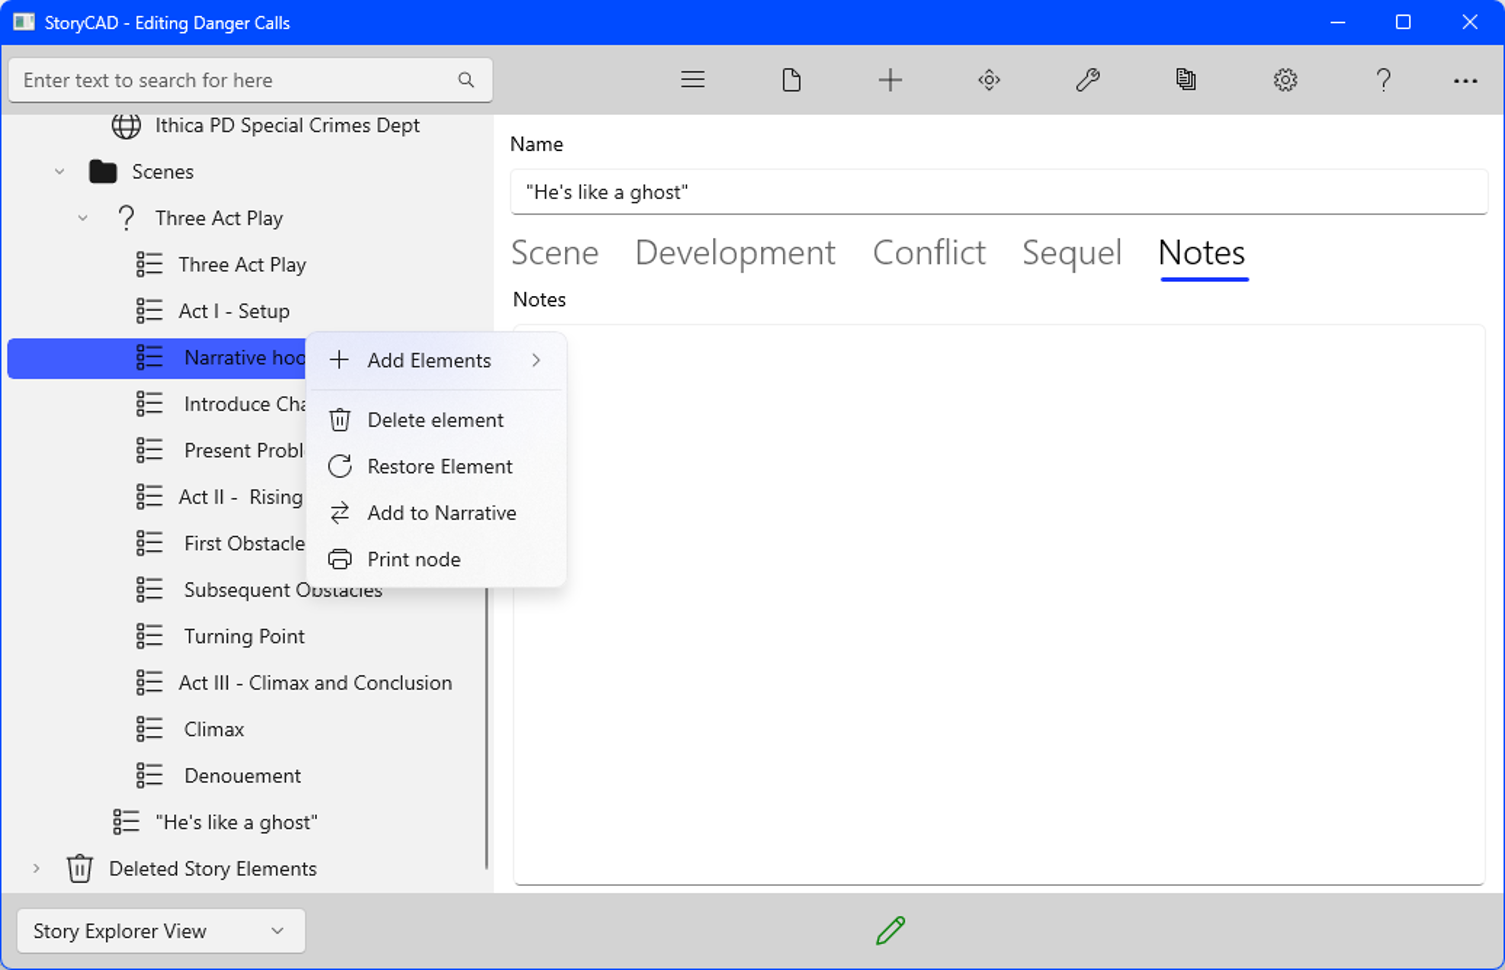 StoryCAD - Editing Danger Calls
Enter text to search for here
Ithica PD Special Crimes Dept
Scenes
Three Act Play
Three Act Play
Act I - Setup
Narrative hoo
Introduce Cha
Present Probl
Act II -  Rising
First Obstacle
Subsequent Obstacles
Turning Point
Act III - Climax and Conclusion
Climax
Denouement
"He's like a ghost"
Deleted Story Elements
Story Explorer View
Add Elements
Delete element
Restore Element
Add to Narrative
Print node
Name
"He's like a ghost"
Scene Development Conflict Sequel Notes
Notes